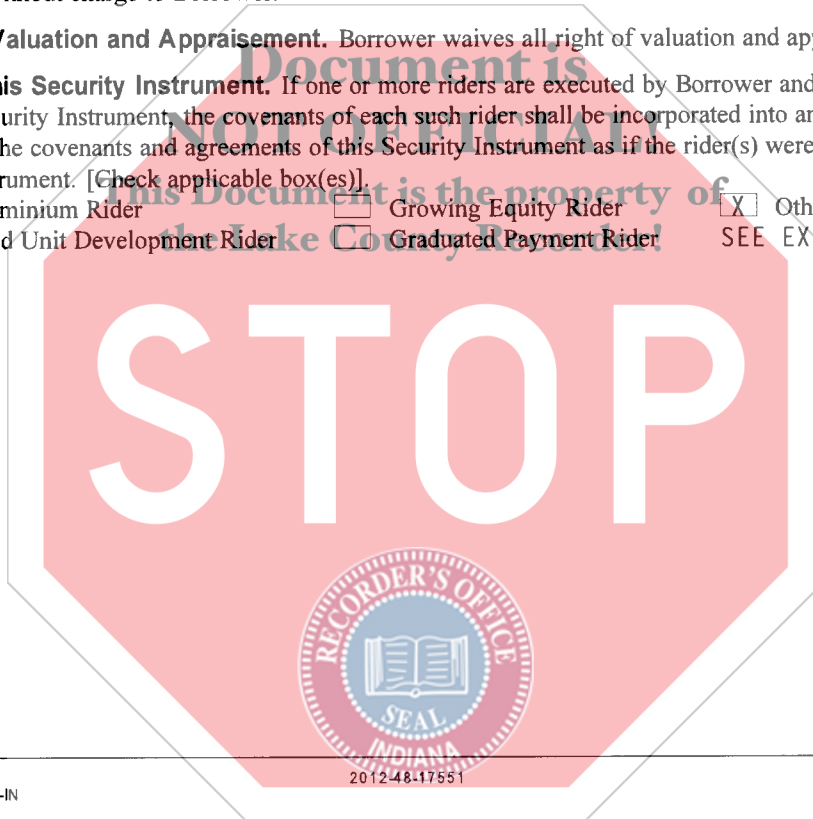 Valuation and Appraisement. Borrower waives all right of valuation and ap
Document is
is Security Instrument. If one or more riders are executed by Borrower and
urity Instrument, the covenants of each such rider shall be incorporated into an
NOT OFFICIAL!
he covenants and agreements of this Security Instrument as if the rider(s) were
rument. [Check applicable box(es)].
This Document is the property of
minium Rider Growing Equity Rider X Oth
d Unit Development Rider Graduated Payment Rider SEE EX
the Lake County Recorder!
STOP
RECORDER'S OFFICE
SEAL
INDIANA
2012-48-17551
-IN